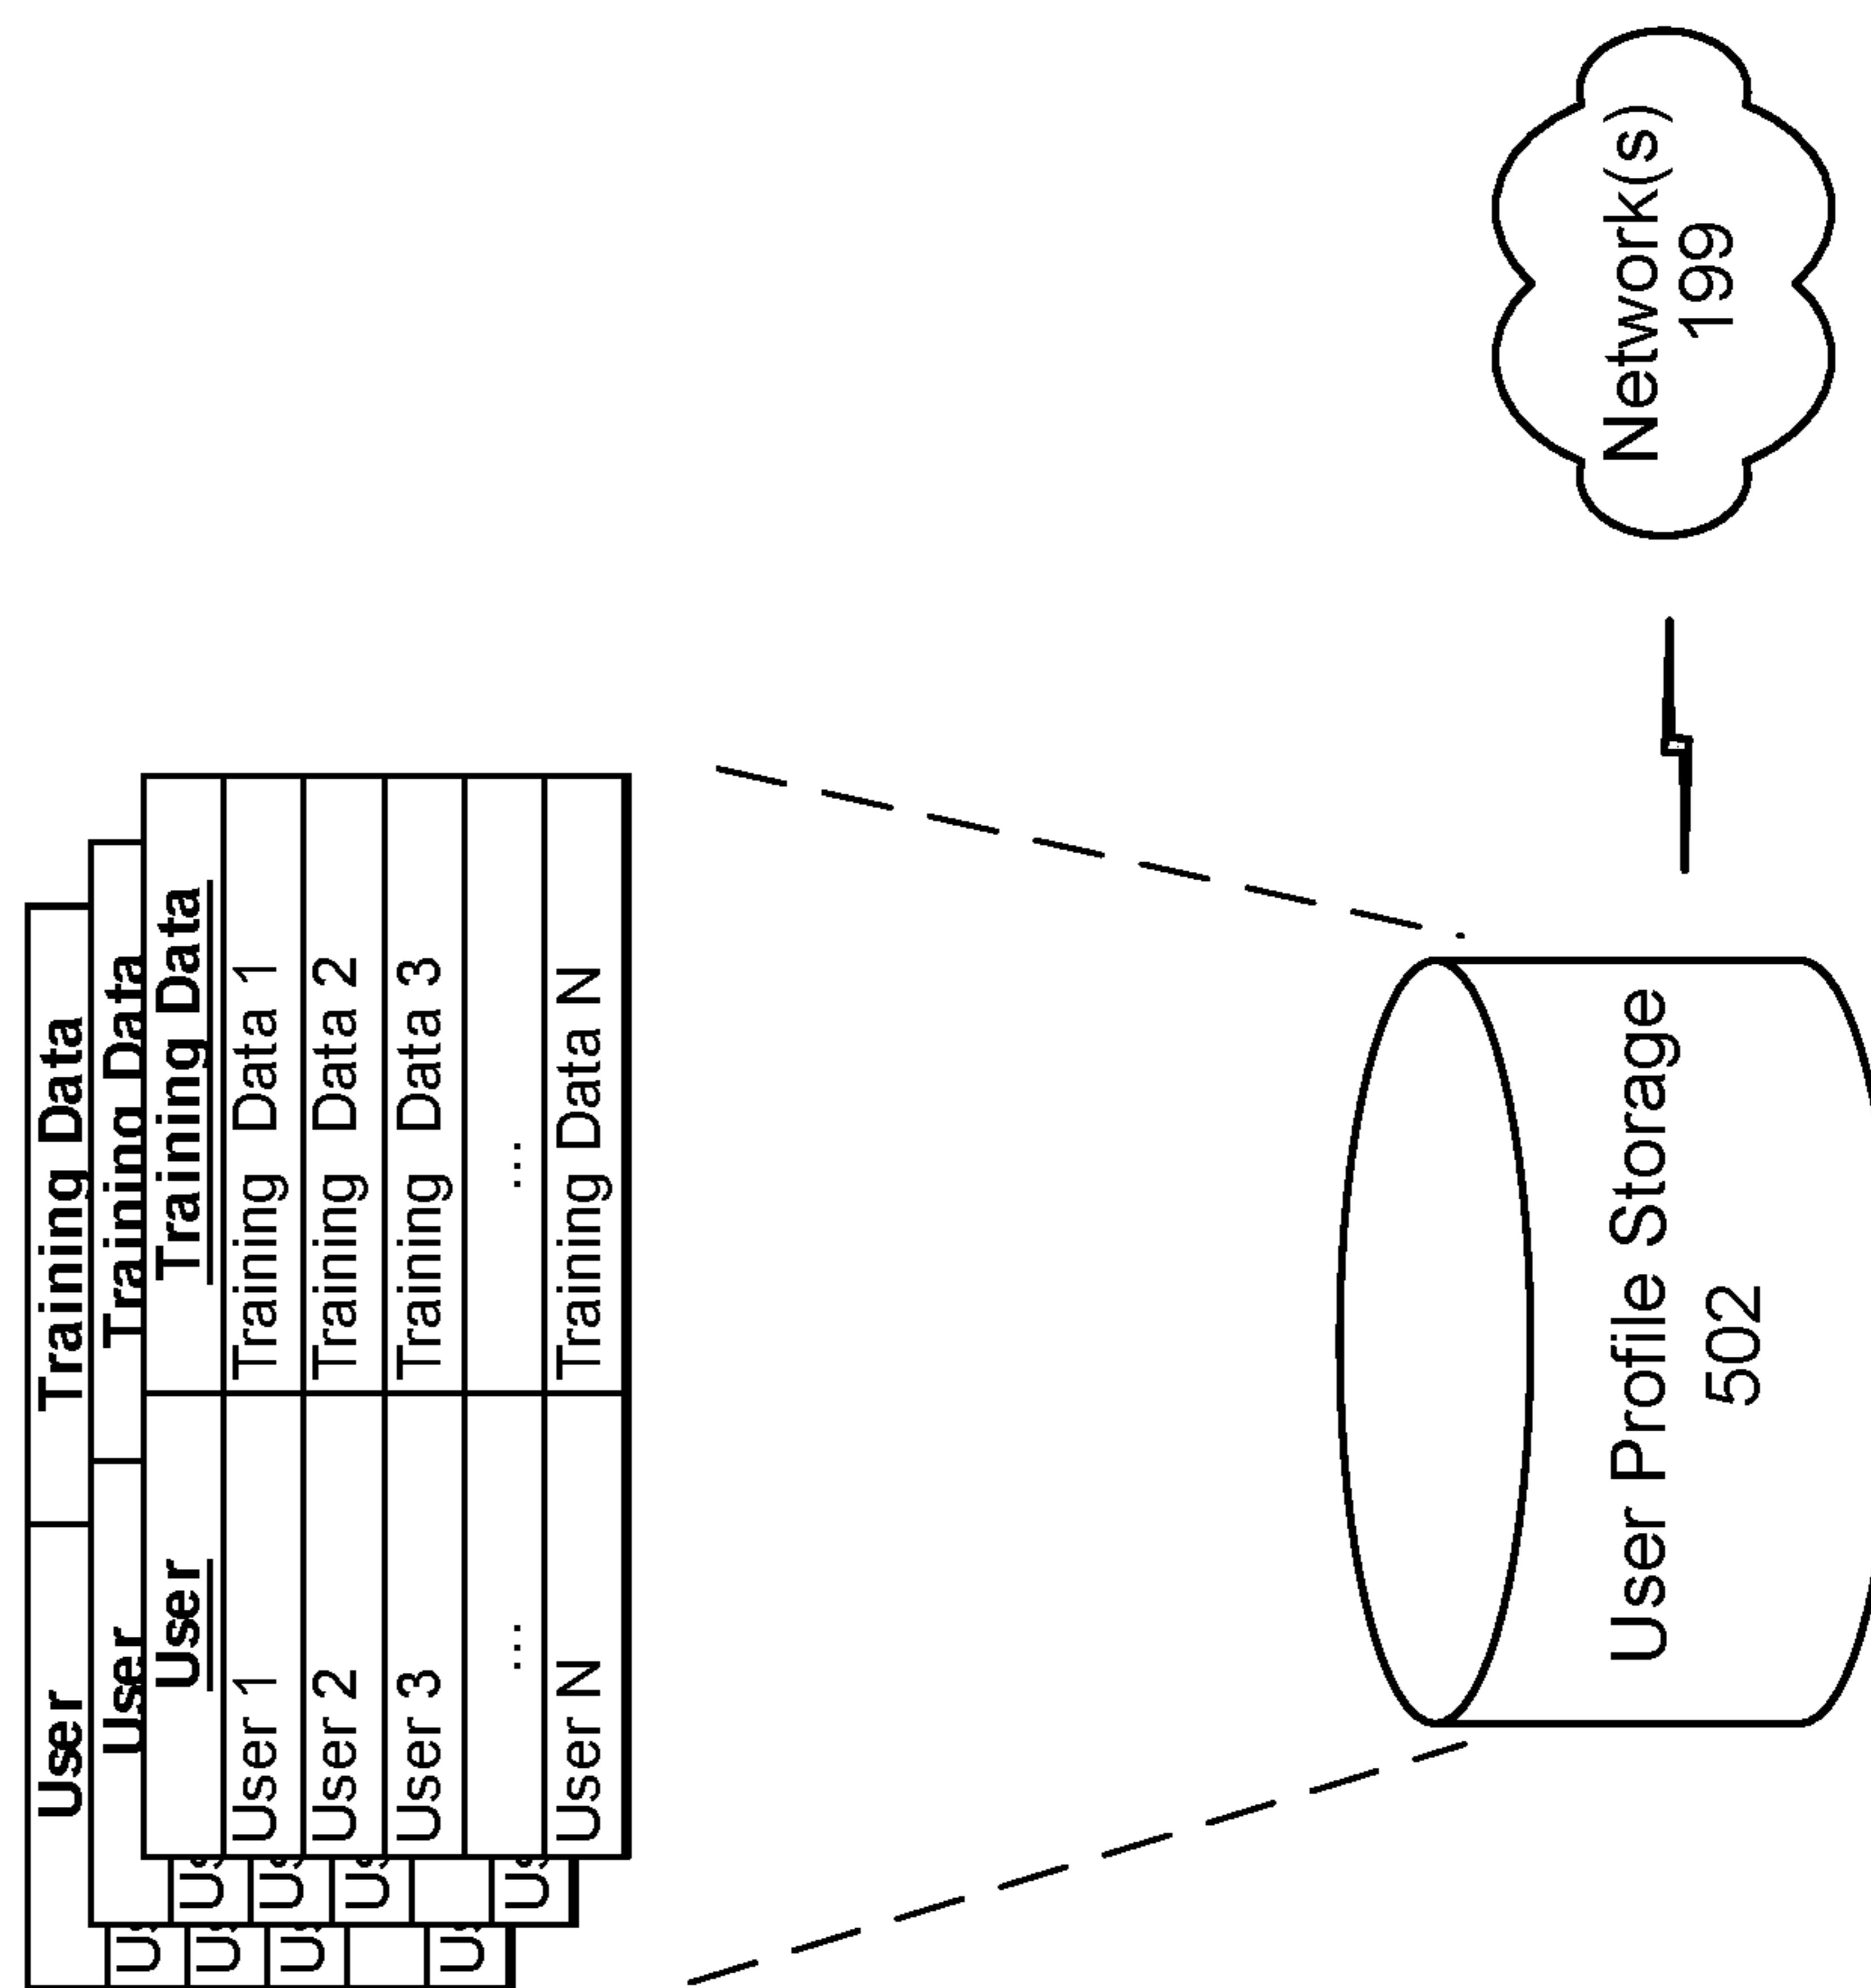 User Training Data
User Training Data
User Training Data
User 1 Training Data 1
User 2 Training Data 2
User 3 Training Data 3
... ...
User N Training Data N
User Profile Storage
502
Network(s)
199